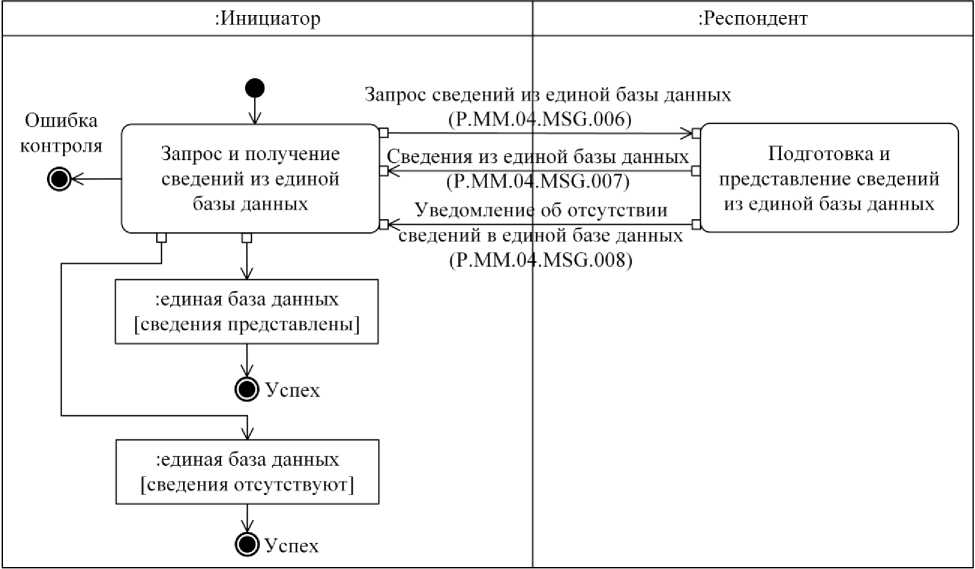 :Инициатор
:Респондент
Ошибка
контроля
Запрос и получение
сведений из единой
базы данных
Запрос сведений из единой базы данных
(P.MM.04.MSG.006)
Сведения из единой базы данных
(P.MM.04.MSG.007)
Уведомление об отсутствии
сведений в единой базе данных
(P.MM.04.MSG.008)
Подготовка и
представление сведений
из единой базы данных
:единая база данных
[сведения представлены]
Успех
:единая база данных
[сведения отсутствуют]
Успех